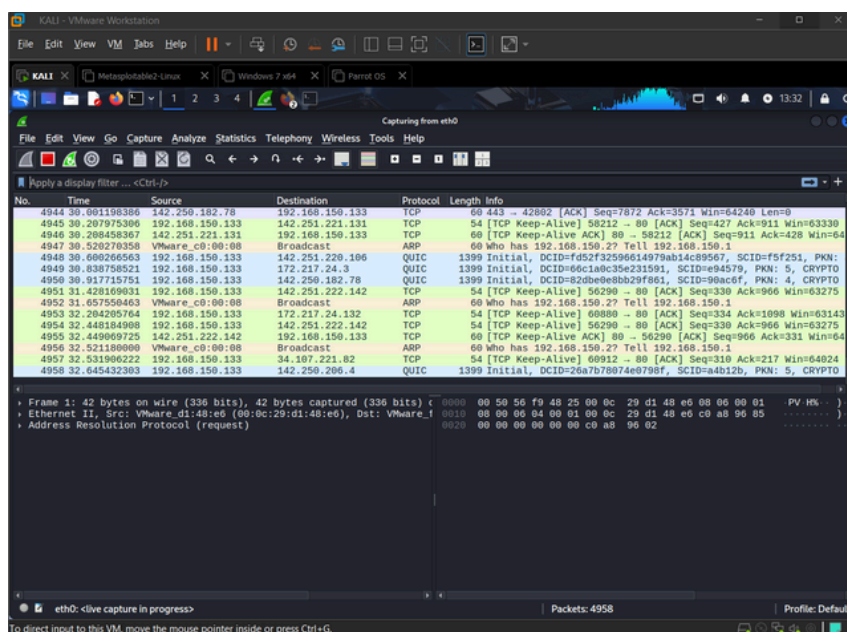 KALI - VMware Workstation
File Edit View VM Tabs Help
KALI Metasploitable2-Linux Windows 7 x64 Parrot OS
1 2 3 4 13:32
Capturing from eth0
File Edit View Go Capture Analyze Statistics Telephony Wireless Tools Help
Apply a display filter ... <Ctrl-/>
No. Time Source Destination Protocol Length Info
4944 30.001198386 142.250.182.78 192.168.150.133 TCP 60 443 → 42802 [ACK] Seq=7872 Ack=3571 Win=64240 Len=0
4945 30.207975306 192.168.150.133 142.251.221.131 TCP 54 [TCP Keep-Alive] 58212 → 80 [ACK] Seq=427 Ack=911 Win=63330
4946 30.208458367 142.251.221.131 192.168.150.133 TCP 60 [TCP Keep-Alive ACK] 80 → 58212 [ACK] Seq=911 Ack=428 Win=64
4947 30.520270358 VMware_c0:00:08 Broadcast ARP 60 Who has 192.168.150.2? Tell 192.168.150.1
4948 30.600266563 192.168.150.133 142.251.220.106 QUIC 1399 Initial, DCID=fd52f32596614979ab14c89567, SCID=f5f251, PKN:
4949 30.838758521 192.168.150.133 172.217.24.3 QUIC 1399 Initial, DCID=66c1a0c35e231591, SCID=e94579, PKN: 5, CRYPTO
4950 30.917715751 192.168.150.133 142.250.182.78 QUIC 1399 Initial, DCID=82dbe0e8bb29f861, SCID=90ac6f, PKN: 4, CRYPTO
4951 31.428169031 192.168.150.133 142.251.222.142 TCP 54 [TCP Keep-Alive] 56290 → 80 [ACK] Seq=330 Ack=966 Win=63275
4952 31.657550463 VMware_c0:00:08 Broadcast ARP 60 Who has 192.168.150.2? Tell 192.168.150.1
4953 32.204205764 192.168.150.133 172.217.24.132 TCP 54 [TCP Keep-Alive] 60880 → 80 [ACK] Seq=334 Ack=1098 Win=63143
4954 32.448184908 192.168.150.133 142.251.222.142 TCP 54 [TCP Keep-Alive] 56290 → 80 [ACK] Seq=330 Ack=966 Win=63275
4955 32.449069725 142.251.222.142 192.168.150.133 TCP 60 [TCP Keep-Alive ACK] 80 → 56290 [ACK] Seq=966 Ack=331 Win=64
4956 32.521180000 VMware_c0:00:08 Broadcast ARP 60 Who has 192.168.150.2? Tell 192.168.150.1
4957 32.531906222 192.168.150.133 34.107.221.82 TCP 54 [TCP Keep-Alive] 60912 → 80 [ACK] Seq=310 Ack=217 Win=64024
4958 32.645432303 192.168.150.133 142.250.206.4 QUIC 1399 Initial, DCID=26a7b78074e0798f, SCID=a4b12b, PKN: 5, CRYPTO
Frame 1: 42 bytes on wire (336 bits), 42 bytes captured (336 bits) 0000 00 50 56 f9 48 25 00 0c 29 d1 48 e6 08 06 00 01 ·PV·H%·· )·
Ethernet II, Src: VMware_d1:48:e6 (00:0c:29:d1:48:e6), Dst: VMware_f 0010 08 00 06 04 00 01 00 0c 29 d1 48 e6 c0 a8 96 85 ········ )·
Address Resolution Protocol (request) 0020 00 00 00 00 00 00 c0 a8 96 02 ········
eth0: <live capture in progress> Packets: 4958 Profile: Defaul
To direct input to this VM, move the mouse pointer inside or press Ctrl+G.